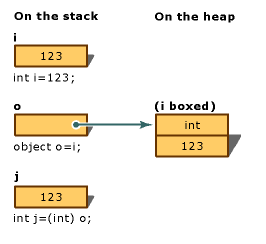 On the stack
On the heap
i
123
int i=123;
o
(i boxed)
int
object o=i;
123
j
123
int j=(int) o;